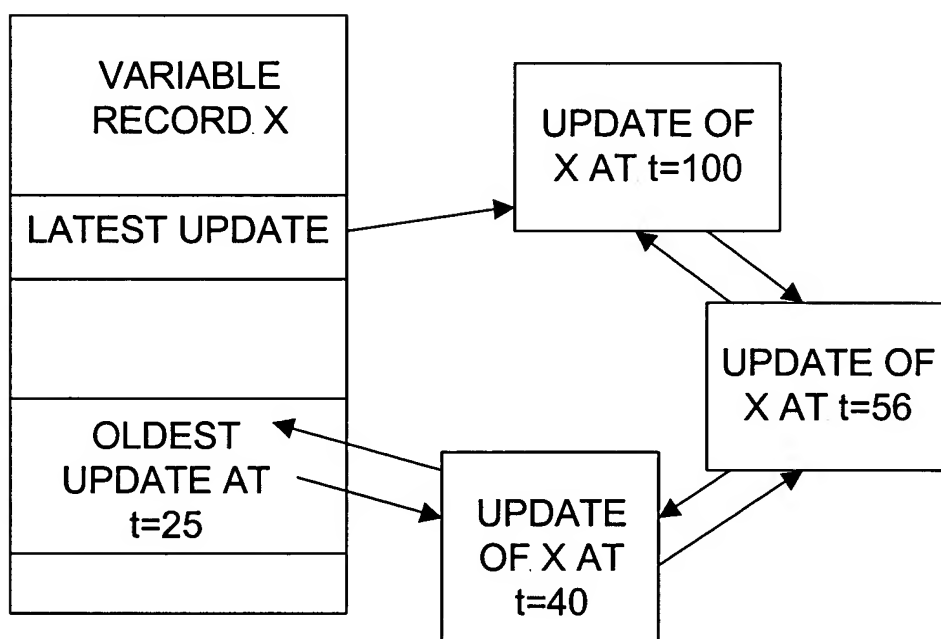 VARIABLE
RECORD X
LATEST UPDATE
OLDEST
UPDATE AT
t=25
UPDATE OF
X AT t=100
UPDATE OF
X AT t=56
UPDATE
OF X AT
t=40